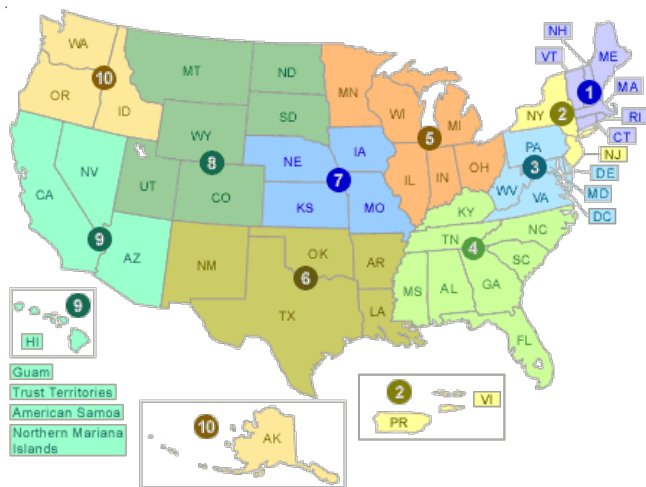 NH
WA
VT
ME
MT
ND
10
MN
1
MA
OR
ID
WI
2
SD
NY
MI
RI
WY
5
CT
PA
NJ
8
IA
3
NE
OH
DE
NV
7
IL
IN
MD
UT
CO
WV
VA
CA
KS
MO
DC
KY
NC
9
TN
4
OK
AZ
NM
AR
SC
6
MS
AL
GA
9
TX
LA
HI
FL
Guam
Trust Territories
2
VI
American Samoa
10
PR
Northern Mariana
Islands
AK